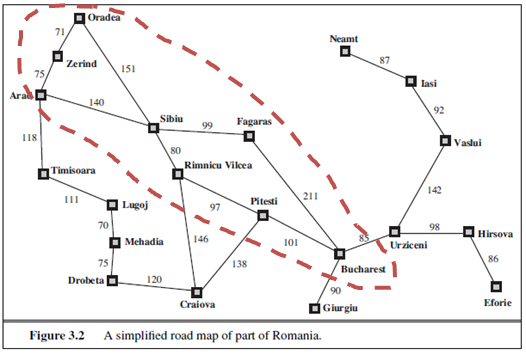 Oradea
Neamt
71
87
Zerind
151
Iasi
75
Arad
140
92
Sibiu
99
Fagaras
118
Vaslui
80
Timisoara
Rimnicu Vilcea
142
111
Lugoj
97
Pitesti
211
70
98
Hirsova
Mehadia
146
101
85
Urziceni
75
138
86
Bucharest
Drobeta
120
90
Craiova
Giurgiu
Eforie
Figure 3.2 A simplified road map of part of Romania.